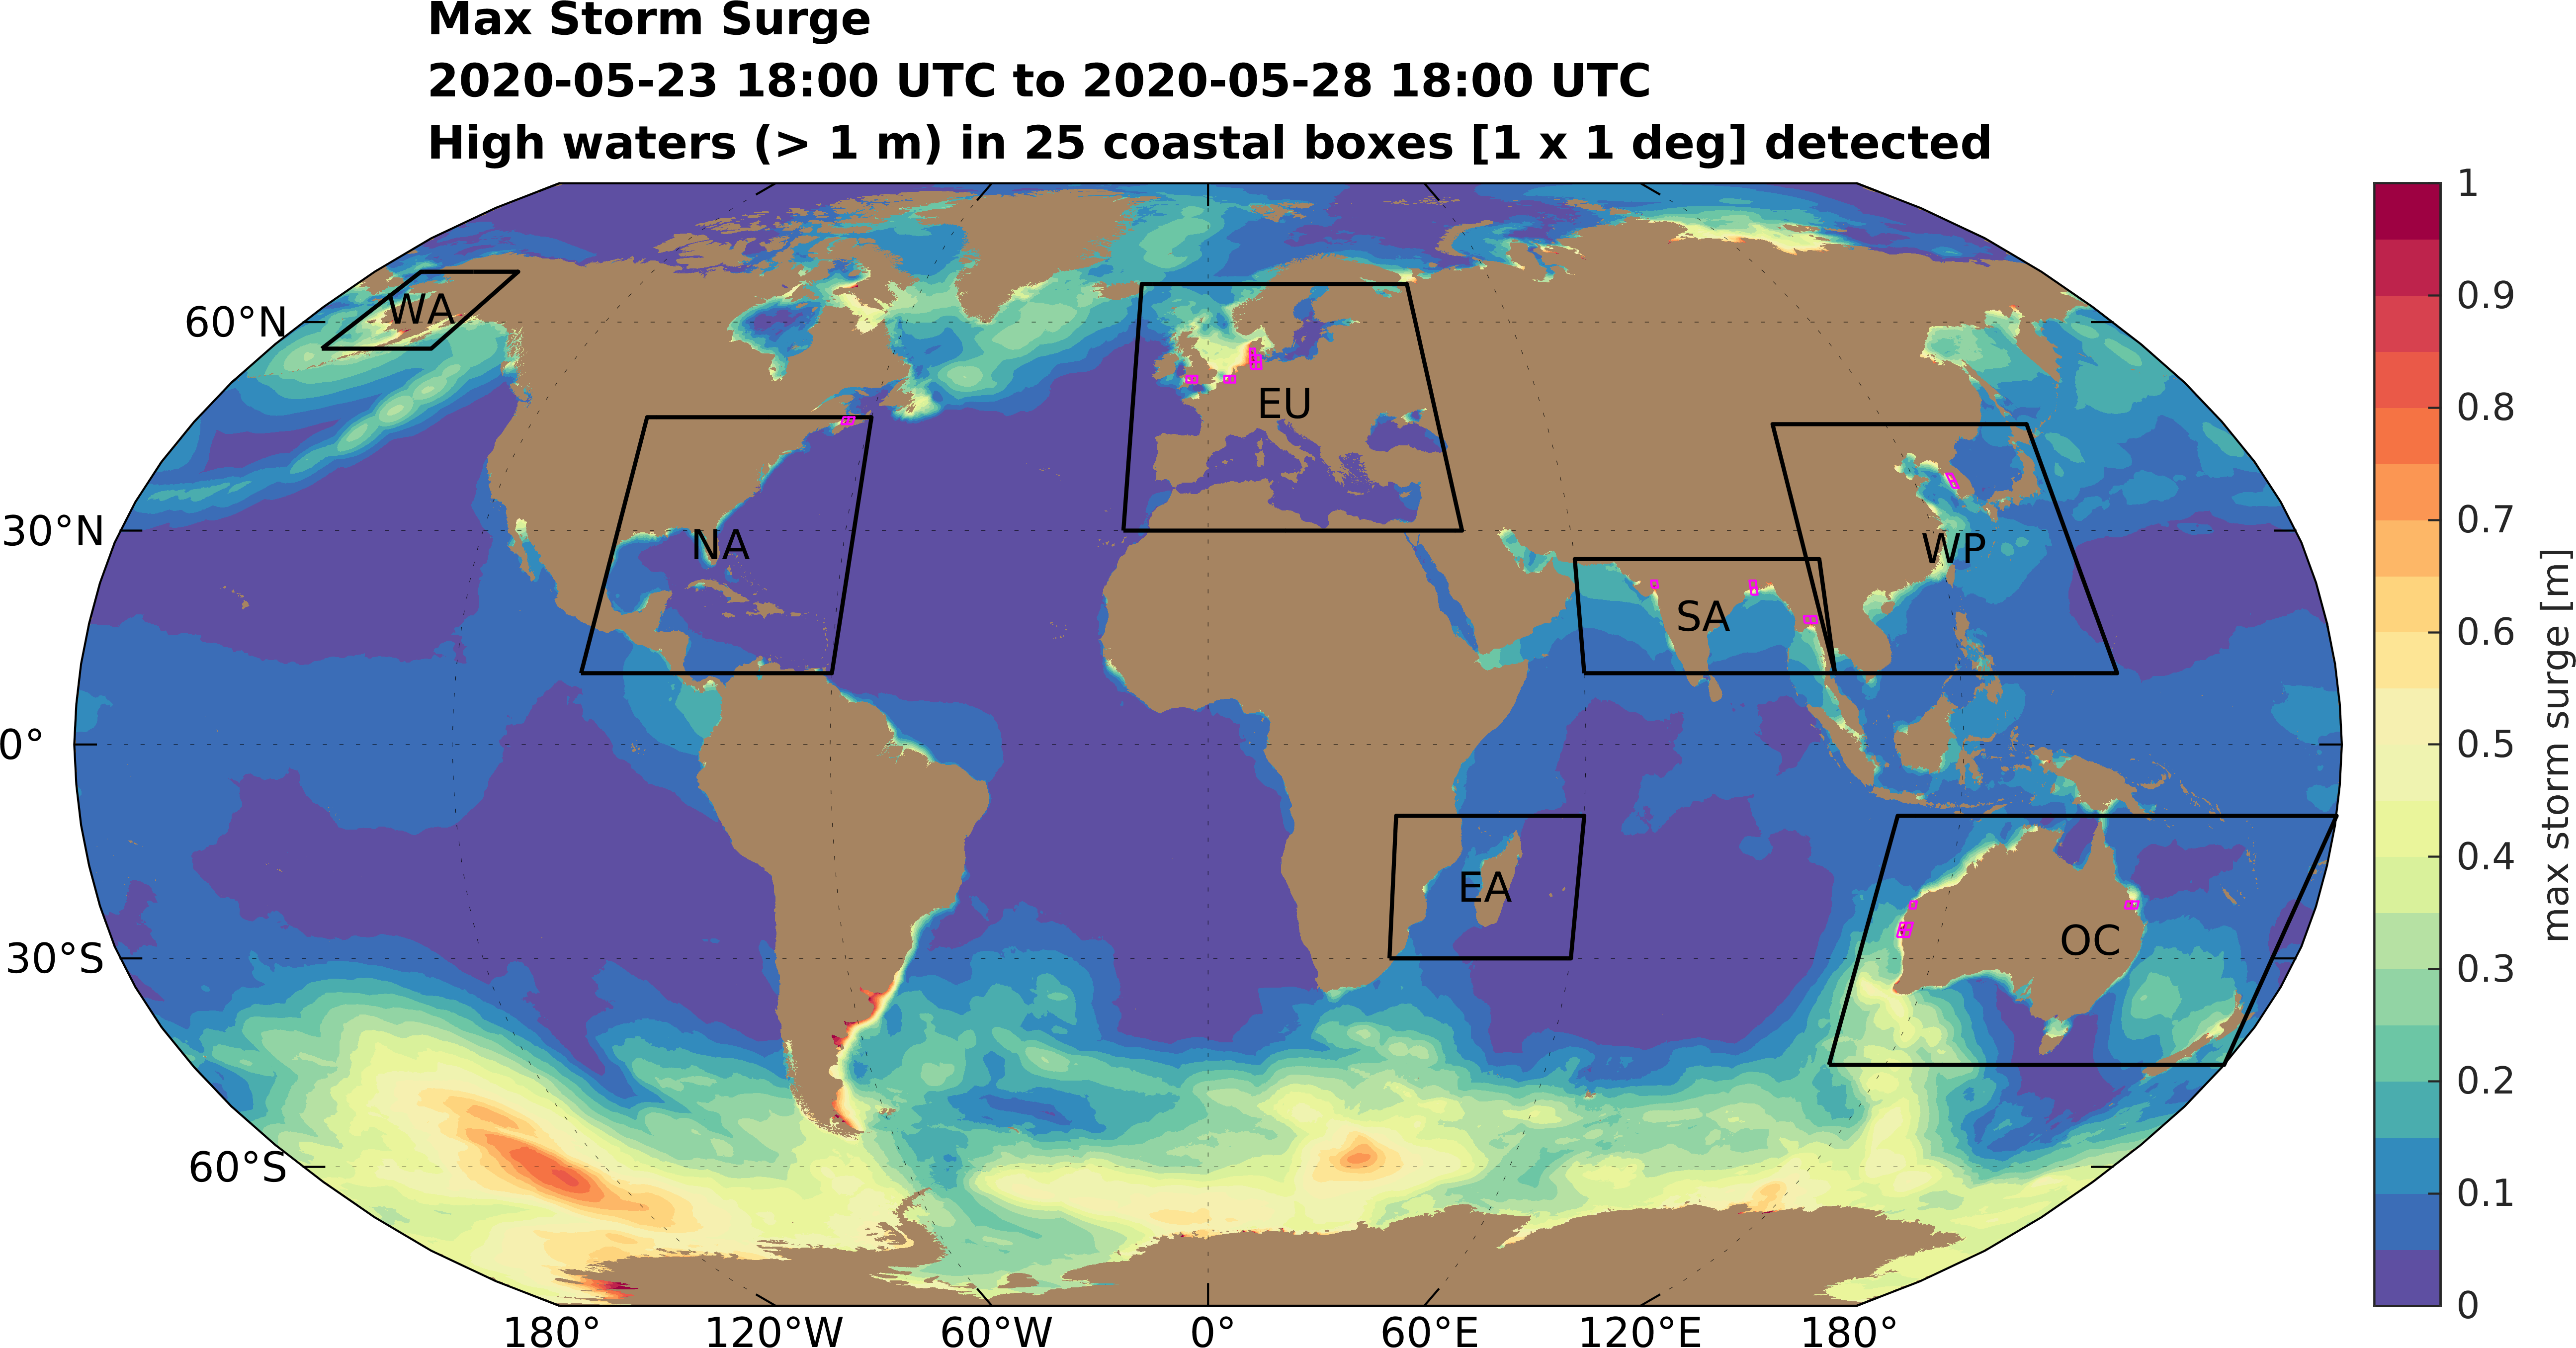 Max Storm Surge
2020-05-23 18:00 UTC to 2020-05-28 18:00 UTC
High waters (> 1 m) in 25 coastal boxes [1 x 1 deg] detected
60°N
30°N
0°
30°S
60°S
180°
120°W
60°W
0°
60°E
120°E
180°
WA
NA
EU
SA
WP
EA
OC
1
0.9
0.8
0.7
0.6
0.5
0.4
0.3
0.2
0.1
0
max storm surge [m]